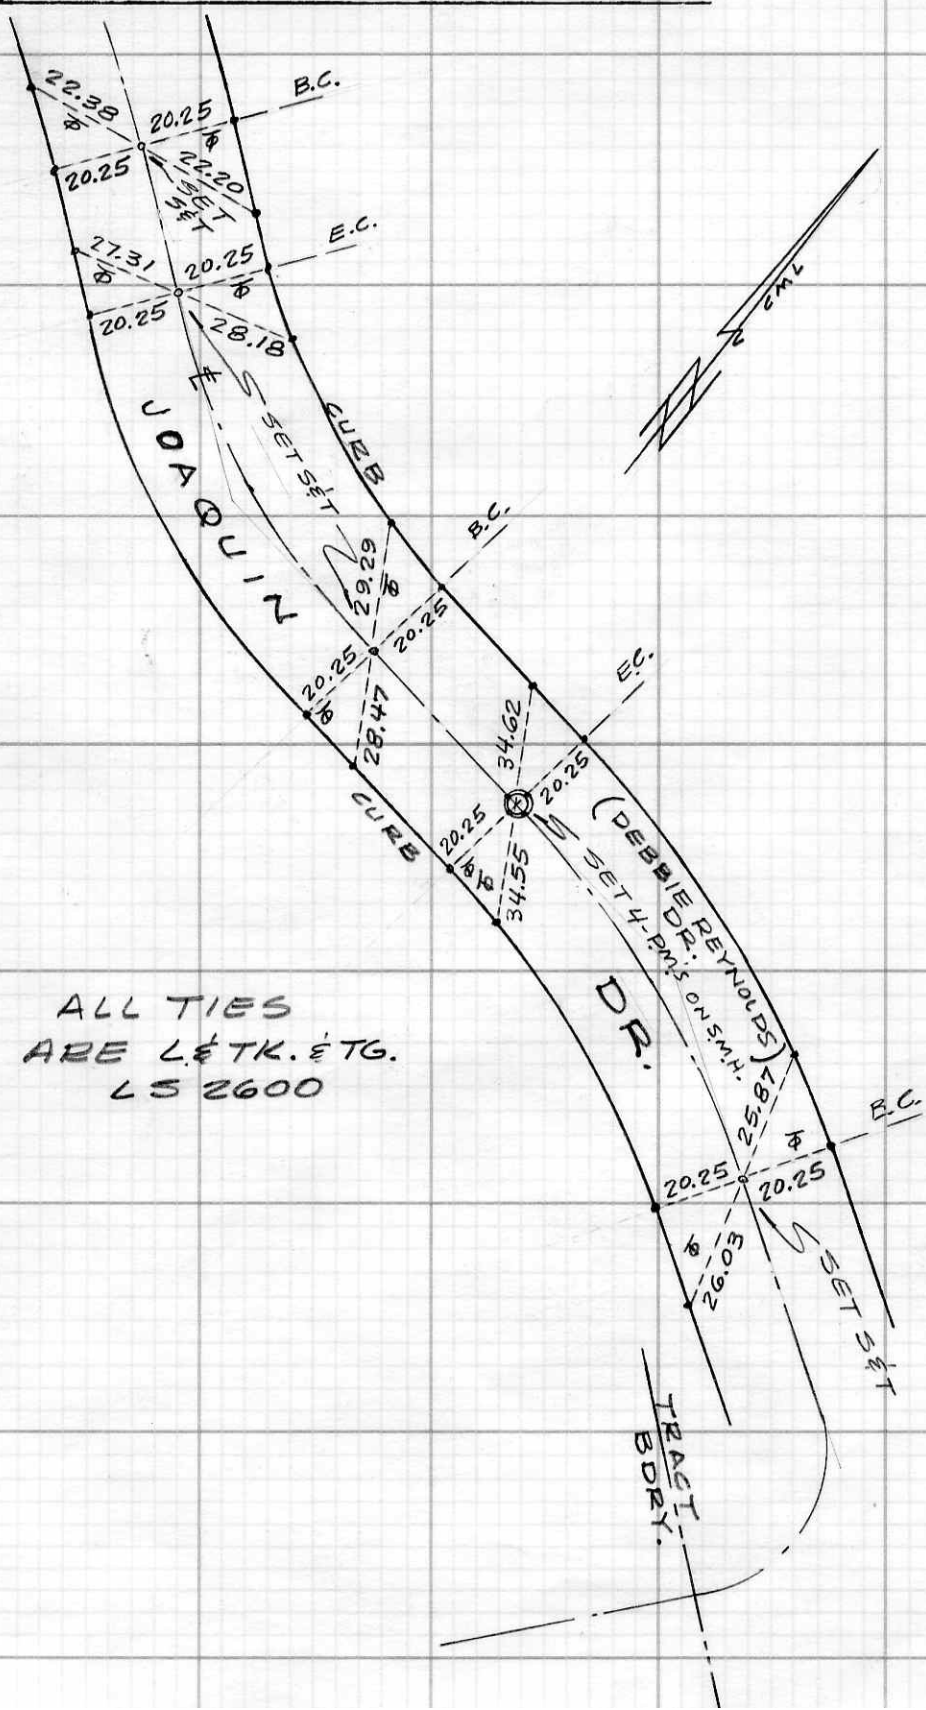 22.38
20.25
B.C.
20.25
22.20
SET
S&T
27.31
20.25
E.C.
20.25
28.18
SET S&T
CURB
JOAQUIN
29.29
B.C.
20.25
20.25
28.47
CURB
34.62
E.C.
20.25
20.25
34.55
SET 4-P.M'S ON S.M.H.
(DEBBIE REYNOLDS
DR.)
DR.
ALL TIES
ARE L& TK. & TG.
LS 2600
25.87
B.C.
20.25
20.25
26.03
SET S&T
TRACT
BDRY.